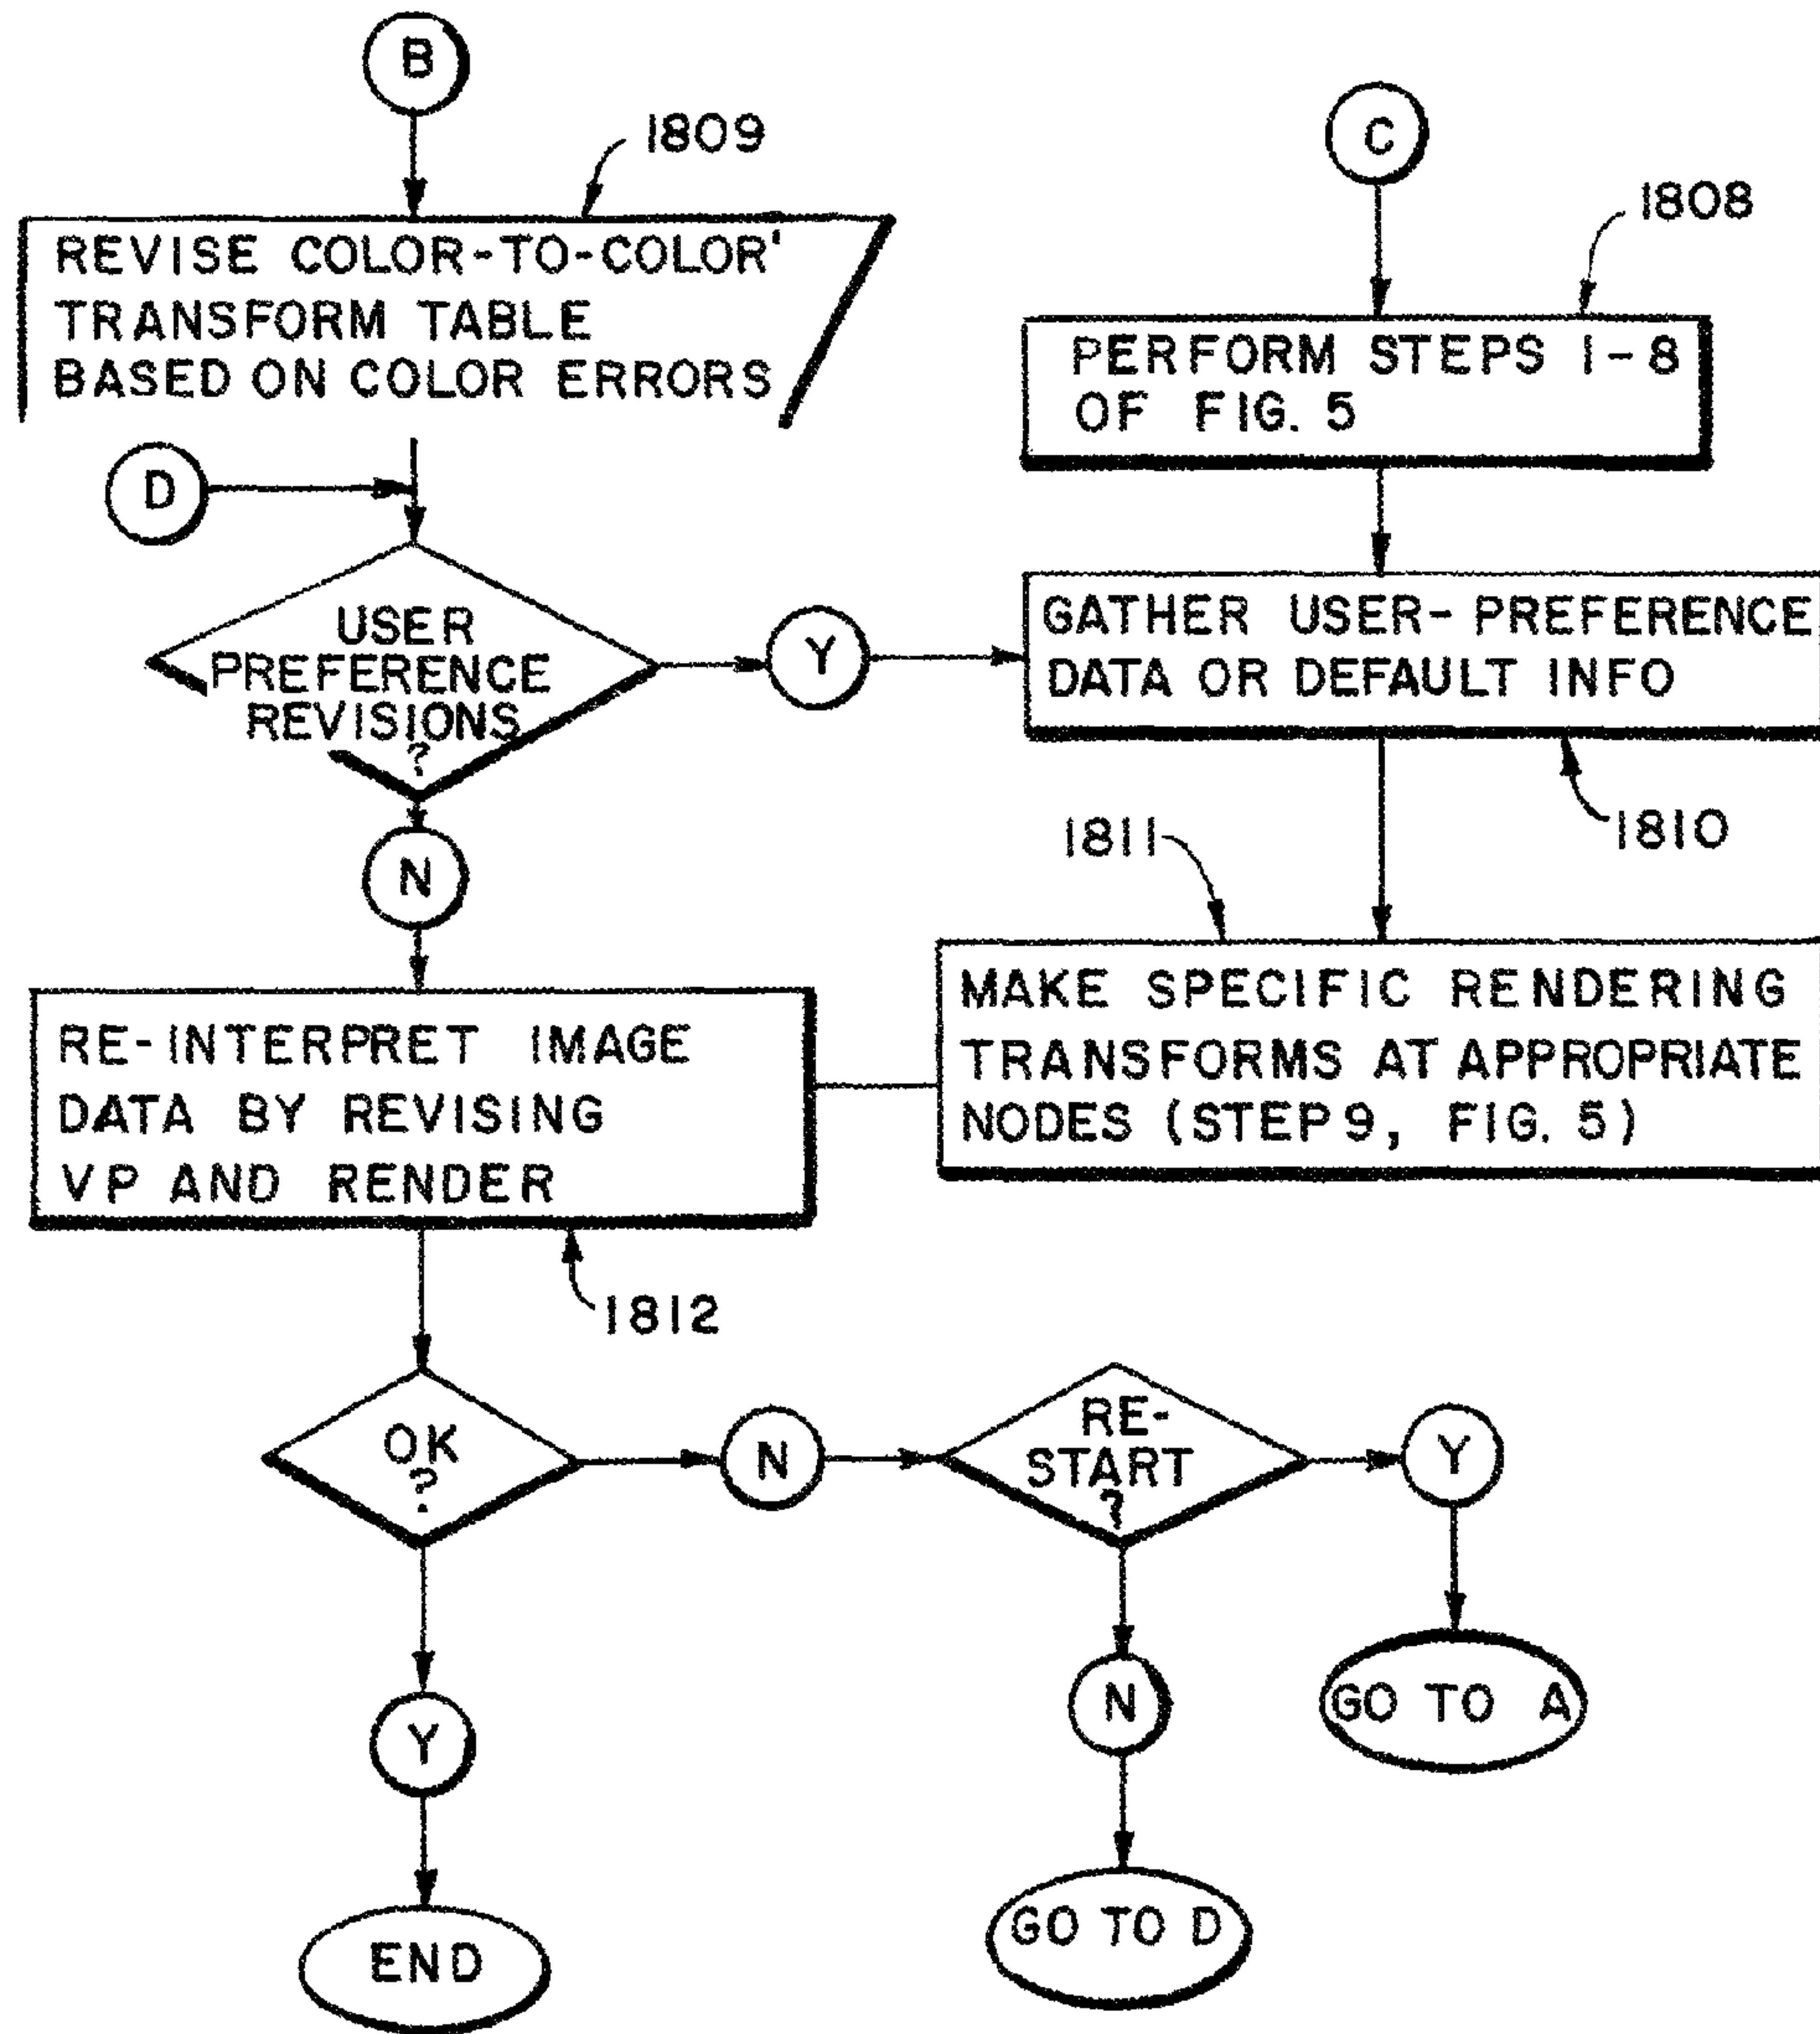 B
1809
REVISE COLOR-TO-COLOR'
TRANSFORM TABLE
BASED ON COLOR ERRORS
D
USER
PREFERENCE
REVISIONS
?
Y
N
C
1808
PERFORM STEPS 1-8
OF FIG. 5
GATHER USER-PREFERENCE
DATA OR DEFAULT INFO
1810
1811
MAKE SPECIFIC RENDERING
TRANSFORMS AT APPROPRIATE
NODES (STEP 9, FIG. 5)
RE-INTERPRET IMAGE
DATA BY REVISING
VP AND RENDER
1812
OK
?
N
RE-
START
?
Y
GO TO A
N
GO TO D
Y
END